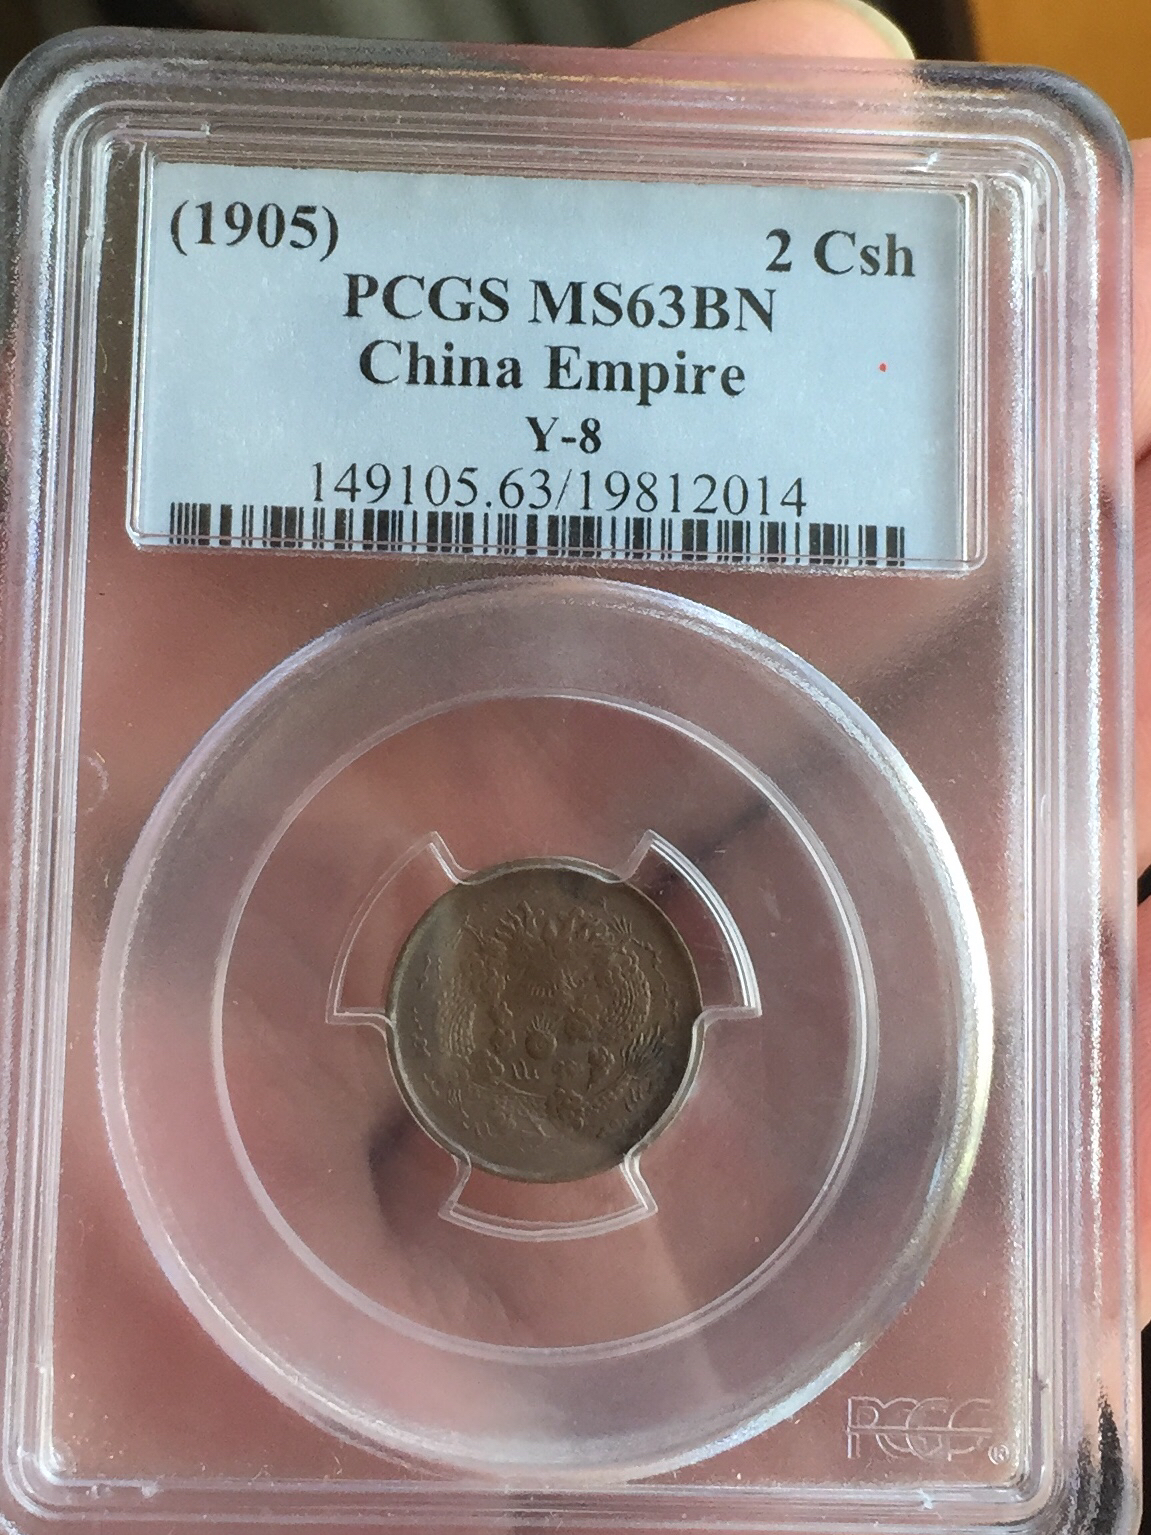 (1905) 2 Csh
PCGS MS63BN
China Empire
Y-8
149105.63/19812014
PCGS®